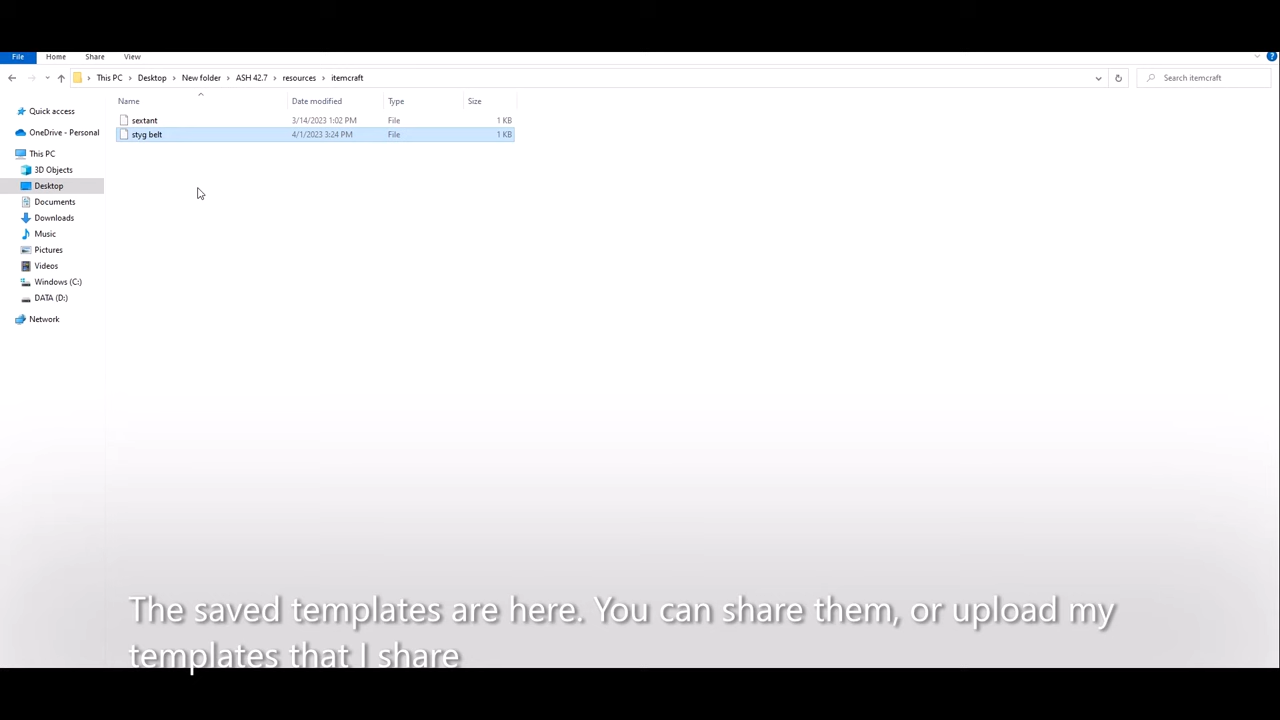 File Home Share View
This PC Desktop New folder ASH 42.7 resources itemcraft Search itemcraft
Name Date modified Type Size
sextant 3/14/2023 1:02 PM File 1 KB
styg belt 4/1/2023 3:24 PM File 1 KB
Quick access
OneDrive - Personal
This PC
3D Objects
Desktop
Documents
Downloads
Music
Pictures
Videos
Windows (C:)
DATA (D:)
Network
The saved templates are here. You can share them, or upload my
templates that I share